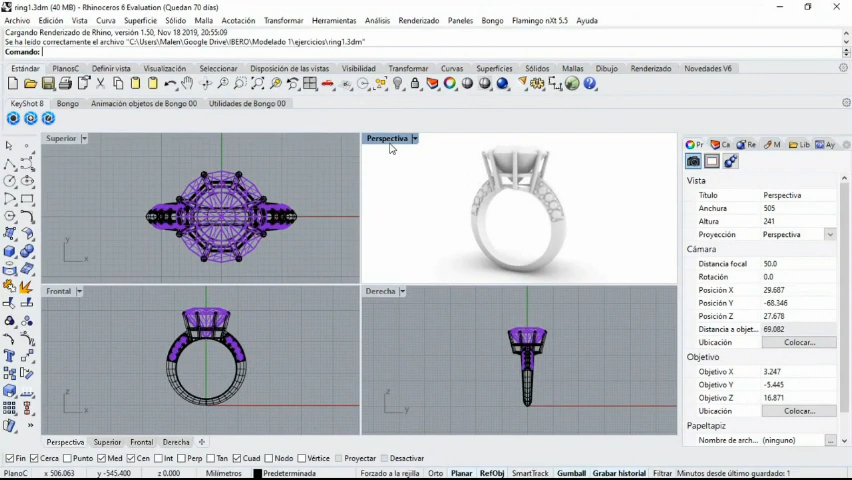 ring1.3dm (40 MB) - Rhinoceros 6 Evaluation (Quedan 70 días)
Archivo Edición Vista Curva Superficie Sólido Malla Acotación Transformar Herramientas Análisis Renderizado Paneles Bongo Flamingo nXt 5.5 Ayuda
Cargando Renderizado de Rhino, versión 1.50, Nov 18 2019, 20:55:09
Se ha leído correctamente el archivo "C:\Users\Malen\Google Drive\IBERO\Modelado 1\ejercicios\ring1.3dm"
Comando:
Estándar PlanosC Definir vista Visualización Seleccionar Disposición de las vistas Visibilidad Transformar Curvas Superficies Sólidos Mallas Dibujo Renderizado Novedades V6
KeyShot 8 Bongo Animación objetos de Bongo 00 Utilidades de Bongo 00
Superior
Perspectiva
Frontal
Derecha
Pr Ca Re M Lib Ay
Vista
Título Perspectiva
Anchura 505
Altura 241
Proyección Perspectiva
Cámara
Distancia focal 50.0
Rotación 0.0
Posición X 29.687
Posición Y -68.346
Posición Z 27.678
Distancia a objet... 69.082
Ubicación Colocar...
Objetivo
Objetivo X 3.247
Objetivo Y -5.445
Objetivo Z 16.871
Ubicación Colocar...
Papeltapiz
Nombre de arch... (ninguno) ...
y
x
z
x
z
y
Perspectiva Superior Frontal Derecha
Fin Cerca Punto Med Cen Int Perp Tan Cuad Nodo Vértice Proyectar Desactivar
PlanoC x 506.063 y -545.400 z 0.000 Milímetros Predeterminada Forzado a la rejilla Orto Planar RefObj SmartTrack Gumball Grabar historial Filtrar Minutos desde último guardado: 1